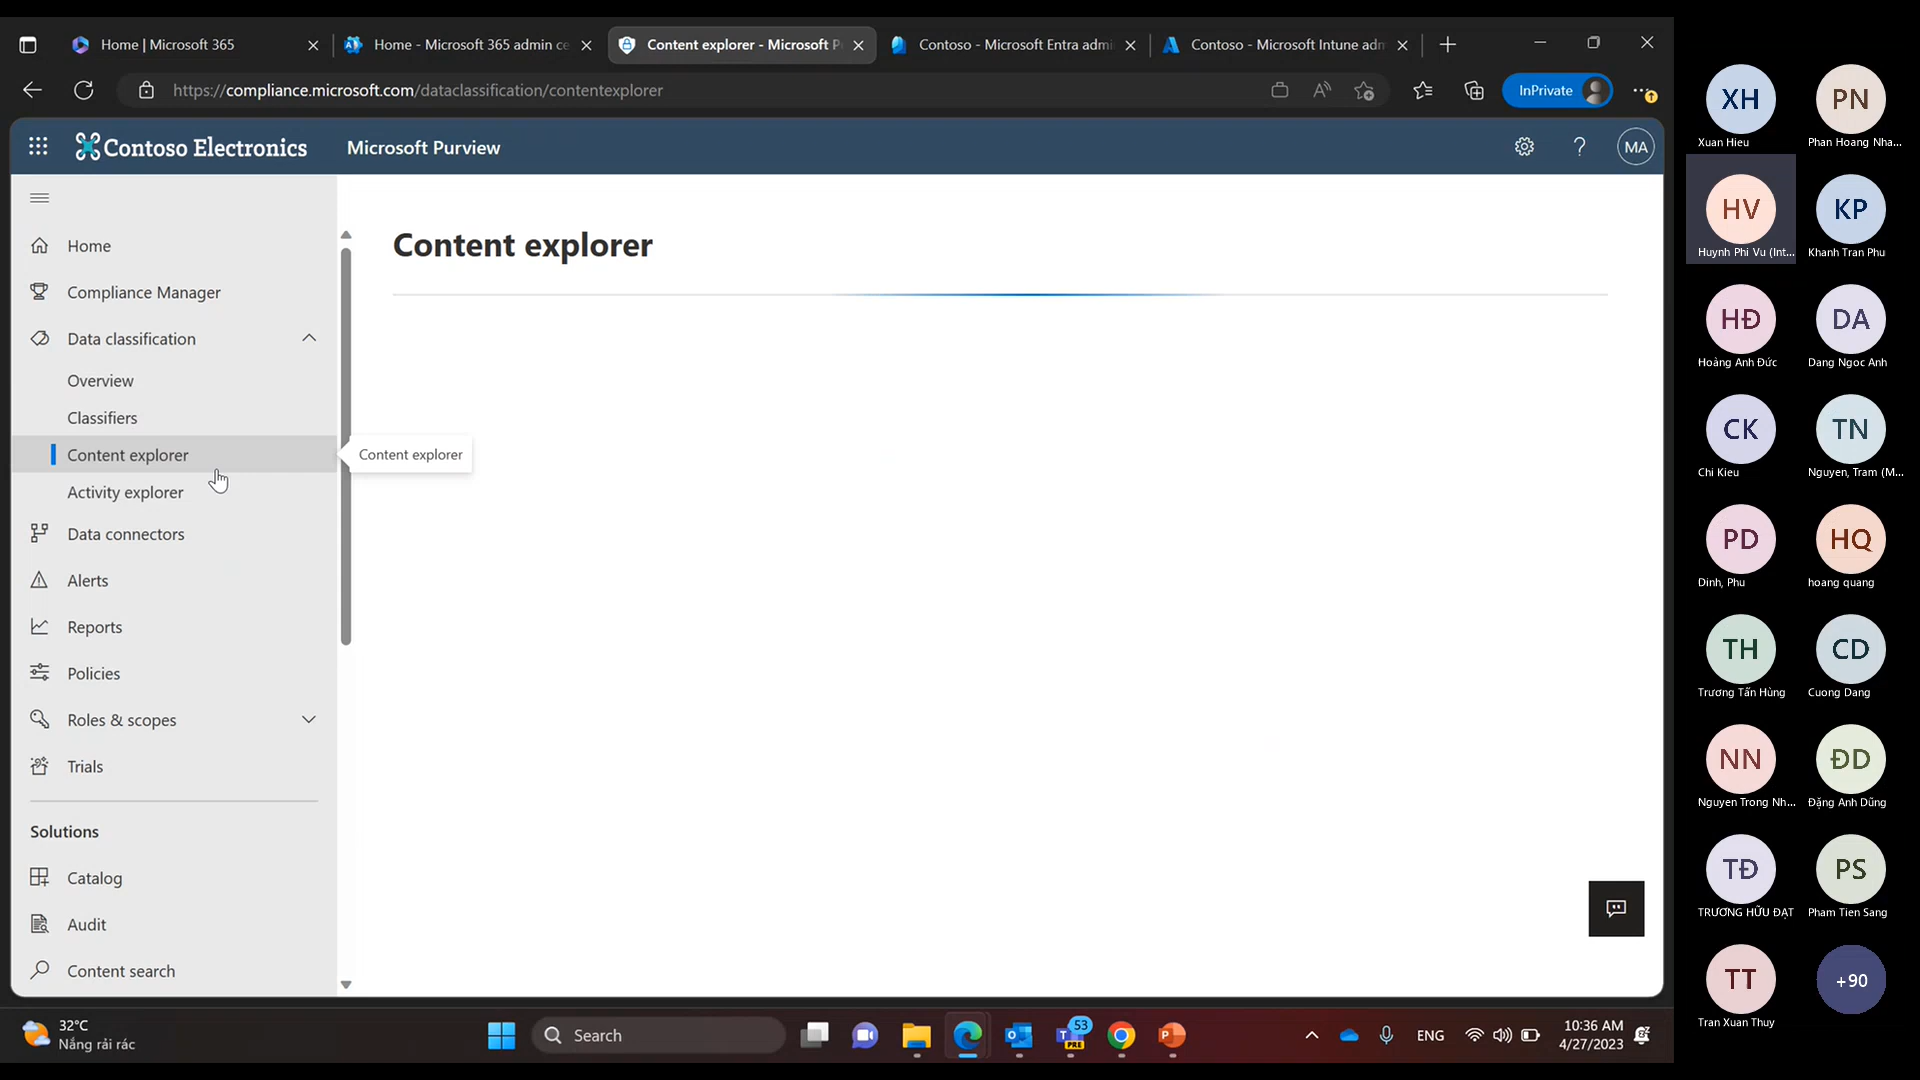 Home | Microsoft 365
Home - Microsoft 365 admin ce
Content explorer - Microsoft P
Contoso - Microsoft Entra admi
Contoso - Microsoft Intune adm
https://compliance.microsoft.com/dataclassification/contentexplorer
InPrivate
Contoso Electronics
Microsoft Purview
MA
Home
Compliance Manager
Data classification
Overview
Classifiers
Content explorer
Activity explorer
Data connectors
Alerts
Reports
Policies
Roles & scopes
Trials
Solutions
Catalog
Audit
Content search
Content explorer
Content explorer
XH
Xuan Hieu
PN
Phan Hoang Nha...
HV
Huynh Phi Vu (Int...
KP
Khanh Tran Phu
HĐ
Hoàng Anh Đức
DA
Dang Ngoc Anh
CK
Chi Kieu
TN
Nguyen, Tram (M...
PD
Dinh, Phu
HQ
hoang quang
TH
Trương Tấn Hùng
CD
Cuong Dang
NN
Nguyen Trong Nh...
ĐD
Đặng Anh Dũng
TĐ
TRƯƠNG HỮU ĐẠT
PS
Pham Tien Sang
TT
Tran Xuan Thuy
+90
32°C
Nắng rải rác
Search
53
PRE
ENG
10:36 AM
4/27/2023